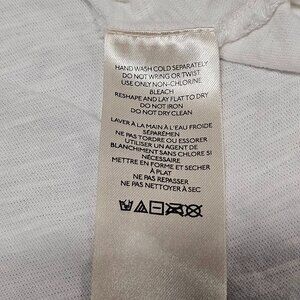 HAND WASH COLD SEPARATELY
DO NOT WRING OR TWIST
USE ONLY NON-CHLORINE
BLEACH
RESHAPE AND LAY FLAT TO DRY
DO NOT IRON
DO NOT DRY CLEAN
LAVER À LA MAIN À L'EAU FROIDE
SÉPARÉMEN
NE PAS TORDRE OU ESSORER
UTILISER UN AGENT DE
BLANCHIMENT SANS CHLORE SI
NÉCESSAIRE
METTRE EN FORME ET SÉCHER
À PLAT
NE PAS REPASSER
NE PAS NETTOYER À SEC